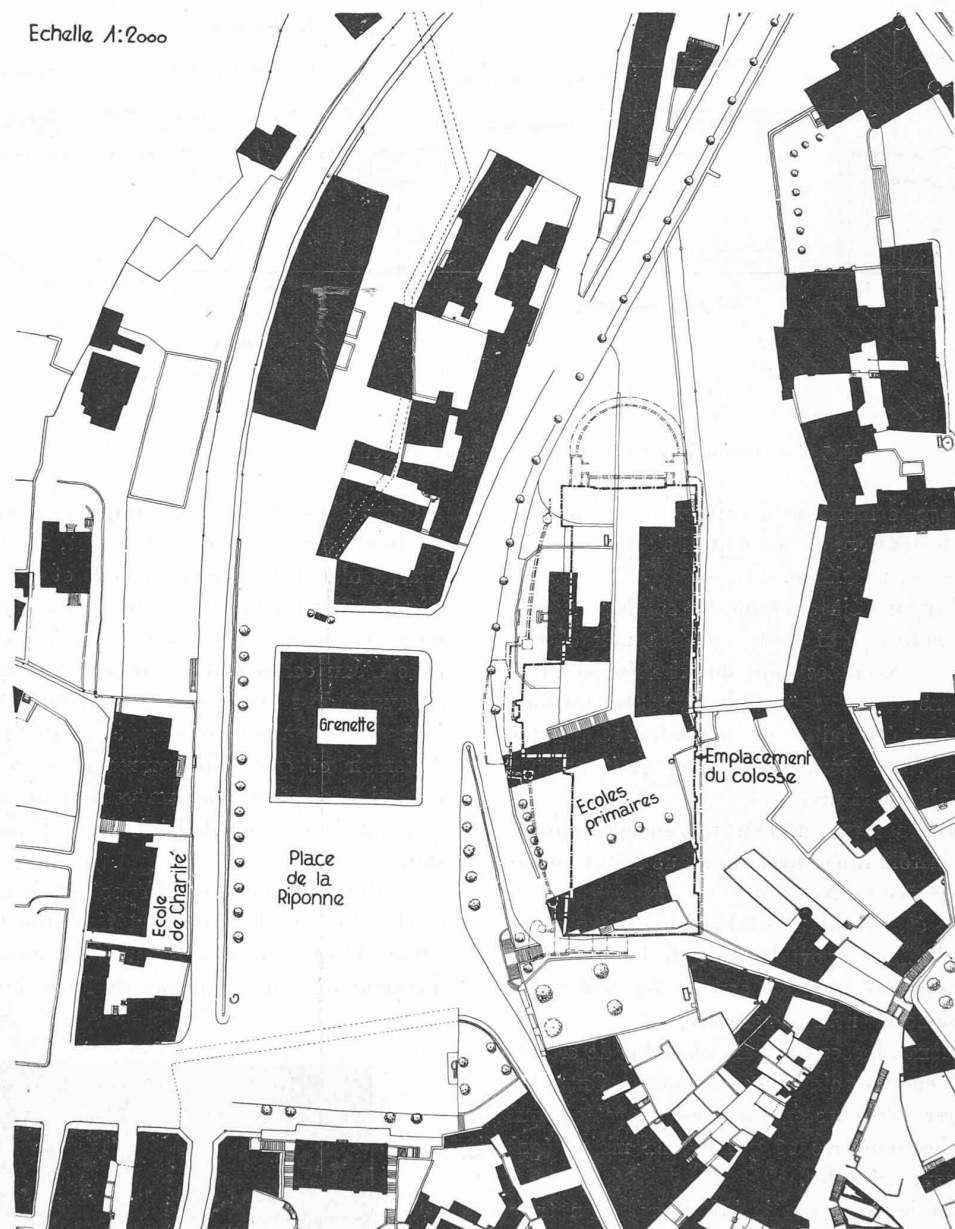 Echelle 1:2000
Grenette
Emplacement
du colosse
Ecoles
primaires
Place
de la
Riponne
Ecole
de Charité